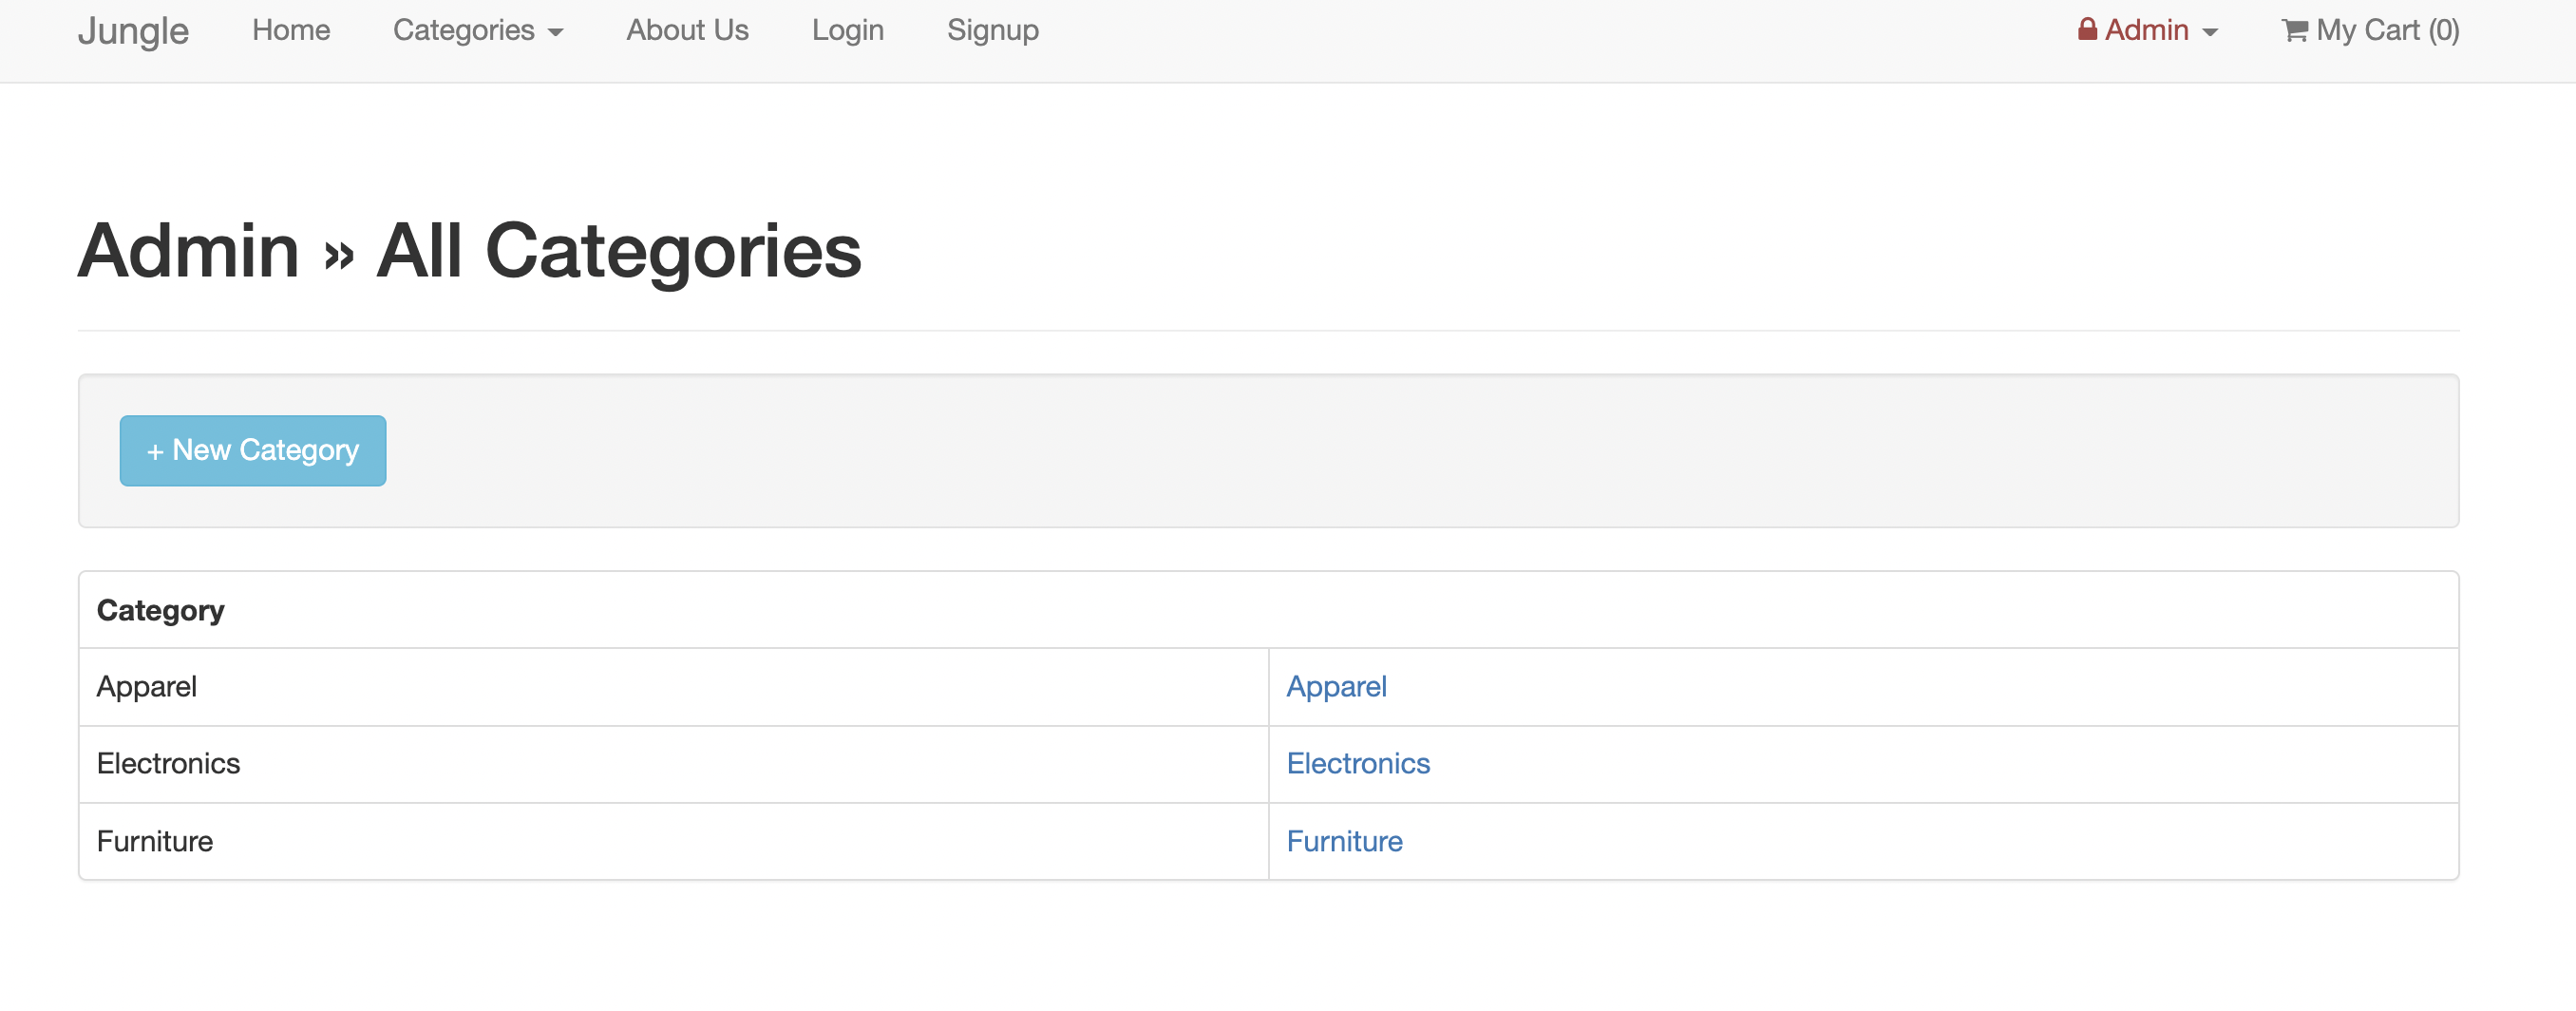 Jungle Home Categories About Us Login Signup Admin My Cart (0)
Admin » All Categories
+ New Category
Category
Apparel Apparel
Electronics Electronics
Furniture Furniture